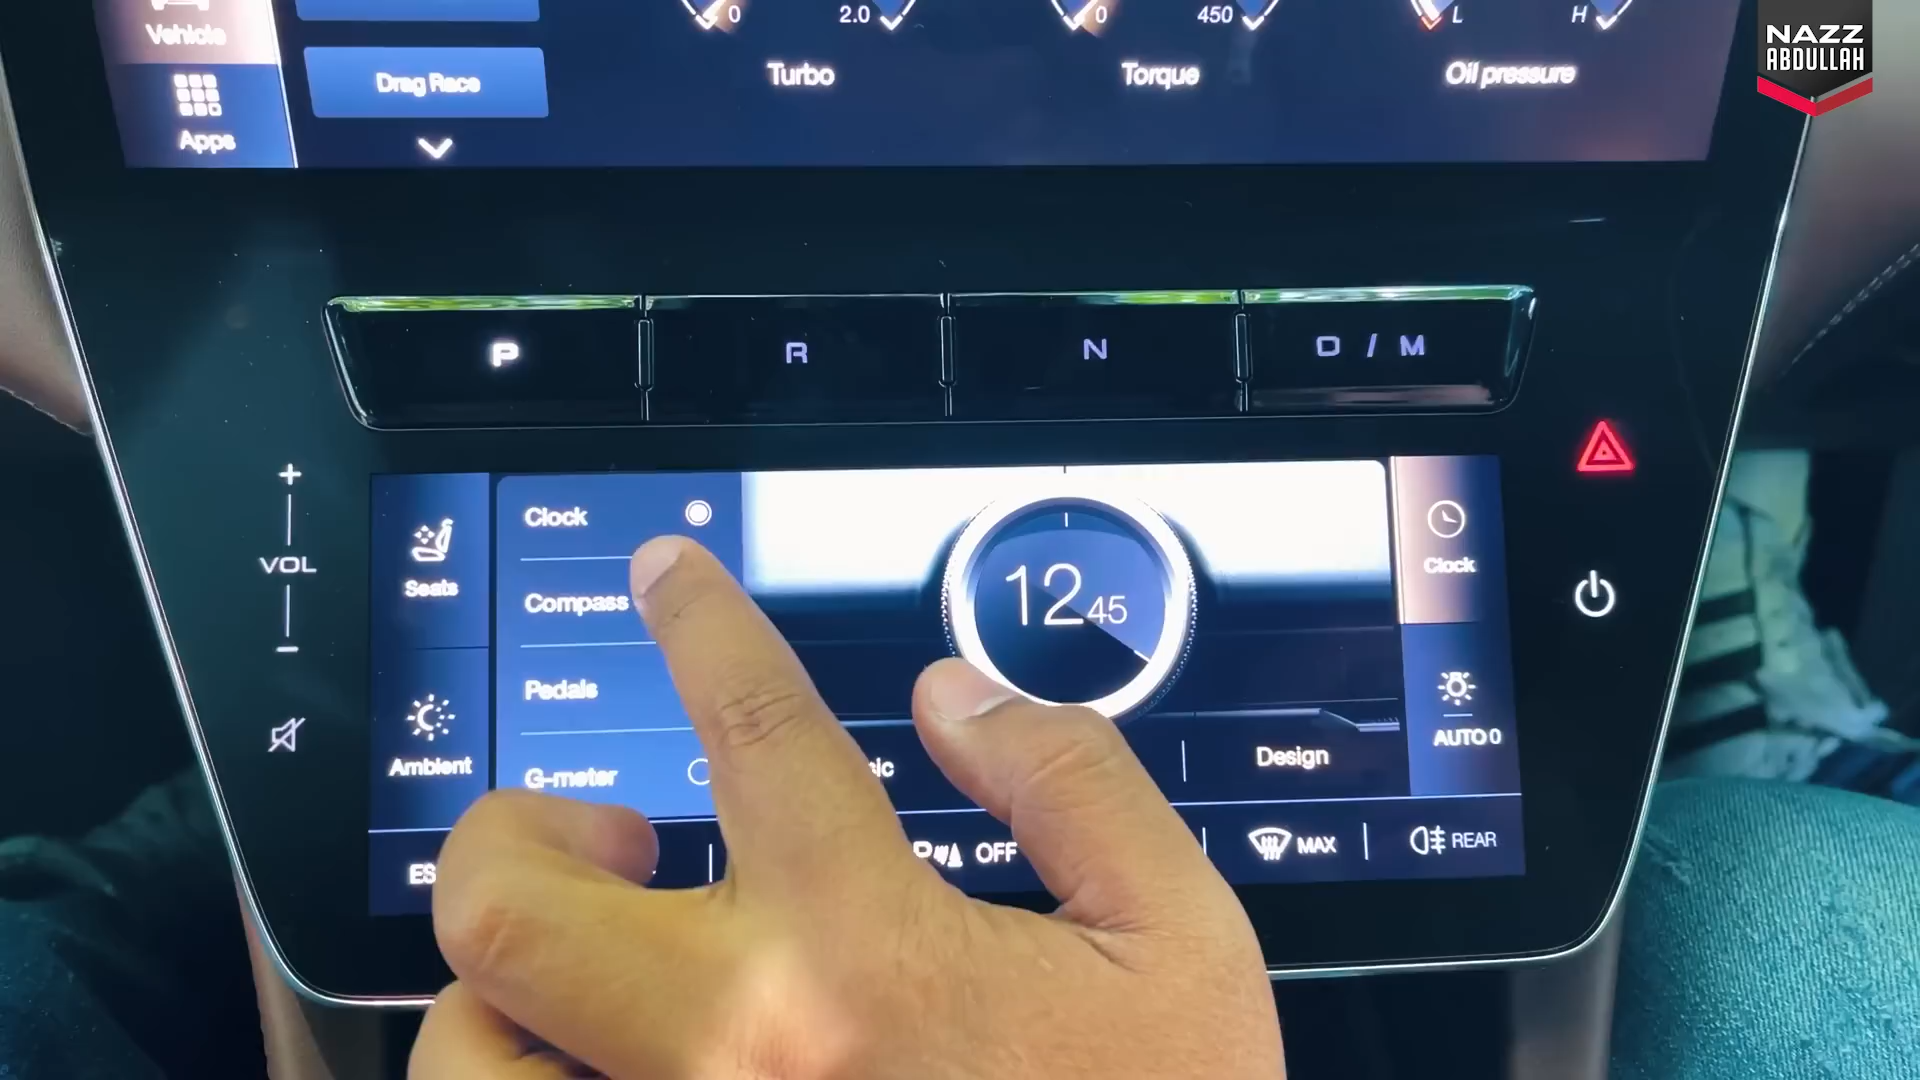 NAZZ
ABDULLAH
Vehicle
Apps
Drag Race
0
2.0
0
450
L
H
Turbo
Torque
Oil pressure
P
R
N
D / M
+
VOL
−
Seats
Ambient
Clock
Compass
Pedals
G-meter
12 45
Design
Clock
AUTO 0
OFF
MAX
REAR